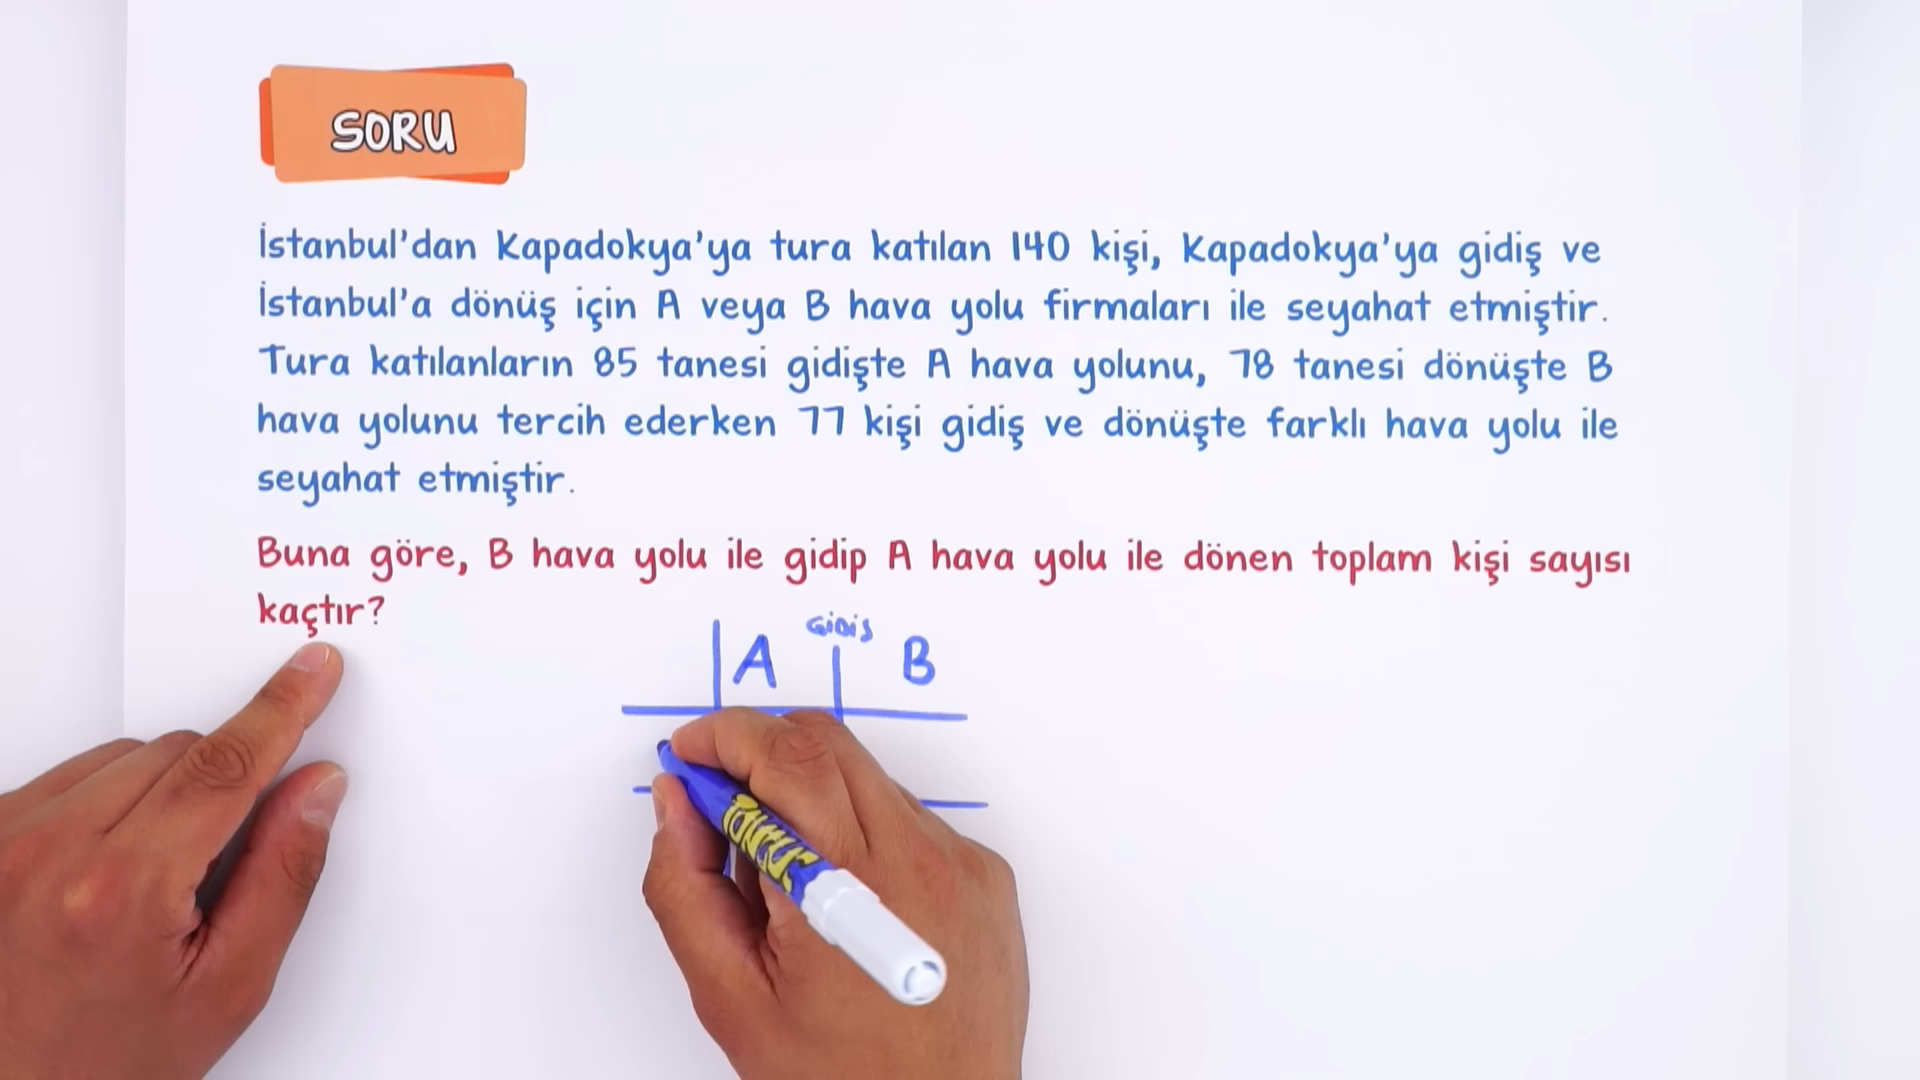 SORU
İstanbul'dan Kapadokya'ya tura katılan 140 kişi, Kapadokya'ya gidiş ve
İstanbul'a dönüş için A veya B hava yolu firmaları ile seyahat etmiştir.
Tura katılanların 85 tanesi gidişte A hava yolunu, 78 tanesi dönüşte B
hava yolunu tercih ederken 77 kişi gidiş ve dönüşte farklı hava yolu ile
seyahat etmiştir.
Buna göre, B hava yolu ile gidip A hava yolu ile dönen toplam kişi sayısı
kaçtır?
GiDiş
A B